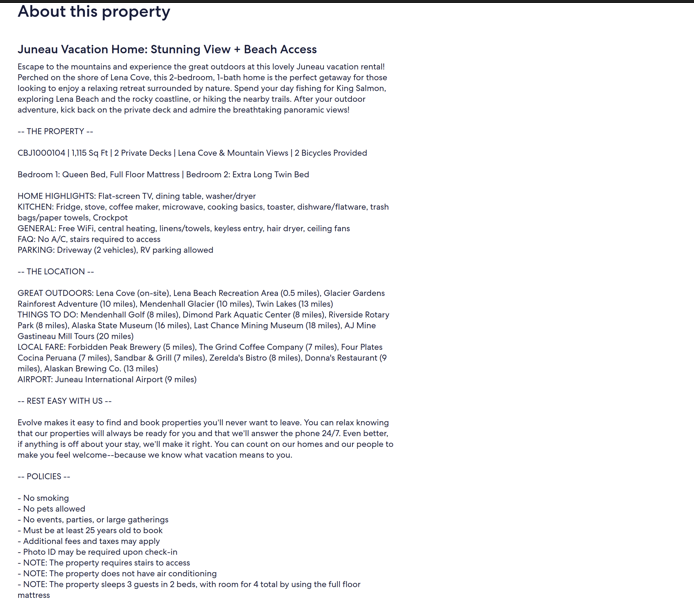 About this property
Juneau Vacation Home: Stunning View + Beach Access
Escape to the mountains and experience the great outdoors at this lovely Juneau vacation rental!
Perched on the shore of Lena Cove, this 2-bedroom, 1-bath home is the perfect getaway for those
looking to enjoy a relaxing retreat surrounded by nature. Spend your day fishing for King Salmon,
exploring Lena Beach and the rocky coastline, or hiking the nearby trails. After your outdoor
adventure, kick back on the private deck and admire the breathtaking panoramic views!
-- THE PROPERTY --
CBJ1000104 | 1,115 Sq Ft | 2 Private Decks | Lena Cove & Mountain Views | 2 Bicycles Provided
Bedroom 1: Queen Bed, Full Floor Mattress | Bedroom 2: Extra Long Twin Bed
HOME HIGHLIGHTS: Flat-screen TV, dining table, washer/dryer
KITCHEN: Fridge, stove, coffee maker, microwave, cooking basics, toaster, dishware/flatware, trash
bags/paper towels, Crockpot
GENERAL: Free WiFi, central heating, linens/towels, keyless entry, hair dryer, ceiling fans
FAQ: No A/C, stairs required to access
PARKING: Driveway (2 vehicles), RV parking allowed
-- THE LOCATION --
GREAT OUTDOORS: Lena Cove (on-site), Lena Beach Recreation Area (0.5 miles), Glacier Gardens
Rainforest Adventure (10 miles), Mendenhall Glacier (10 miles), Twin Lakes (13 miles)
THINGS TO DO: Mendenhall Golf (8 miles), Dimond Park Aquatic Center (8 miles), Riverside Rotary
Park (8 miles), Alaska State Museum (16 miles), Last Chance Mining Museum (18 miles), AJ Mine
Gastineau Mill Tours (20 miles)
LOCAL FARE: Forbidden Peak Brewery (5 miles), The Grind Coffee Company (7 miles), Four Plates
Cocina Peruana (7 miles), Sandbar & Grill (7 miles), Zerelda's Bistro (8 miles), Donna's Restaurant (9
miles), Alaskan Brewing Co. (13 miles)
AIRPORT: Juneau International Airport (9 miles)
-- REST EASY WITH US --
Evolve makes it easy to find and book properties you'll never want to leave. You can relax knowing
that our properties will always be ready for you and that we'll answer the phone 24/7. Even better,
if anything is off about your stay, we'll make it right. You can count on our homes and our people to
make you feel welcome--because we know what vacation means to you.
-- POLICIES --
- No smoking
- No pets allowed
- No events, parties, or large gatherings
- Must be at least 25 years old to book
- Additional fees and taxes may apply
- Photo ID may be required upon check-in
- NOTE: The property requires stairs to access
- NOTE: The property does not have air conditioning
- NOTE: The property sleeps 3 guests in 2 beds, with room for 4 total by using the full floor
mattress